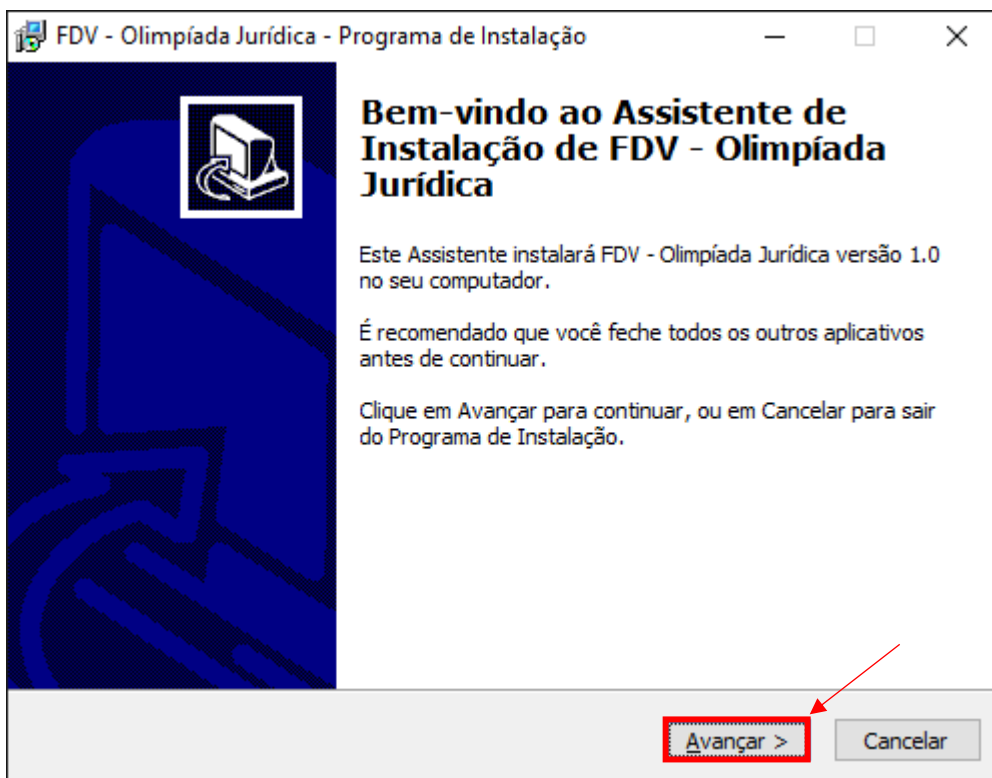 FDV - Olimpíada Jurídica - Programa de Instalação
Bem-vindo ao Assistente de
Instalação de FDV - Olimpíada
Jurídica
Este Assistente instalará FDV - Olimpíada Jurídica versão 1.0
no seu computador.
É recomendado que você feche todos os outros aplicativos
antes de continuar.
Clique em Avançar para continuar, ou em Cancelar para sair
do Programa de Instalação.
Avançar > Cancelar